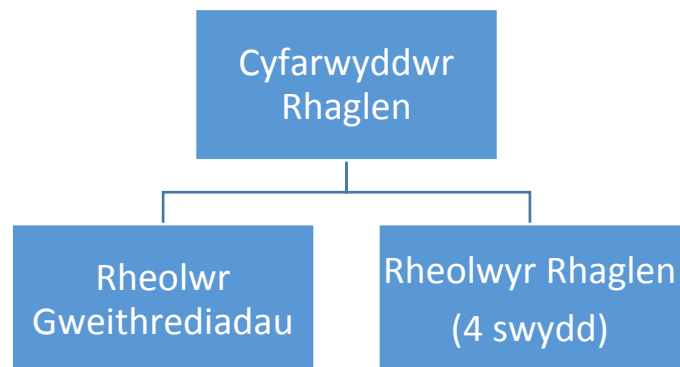 Cyfarwyddwr
Rhaglen
Rheolwr
Gweithrediadau
Rheolwyr Rhaglen
(4 swydd)